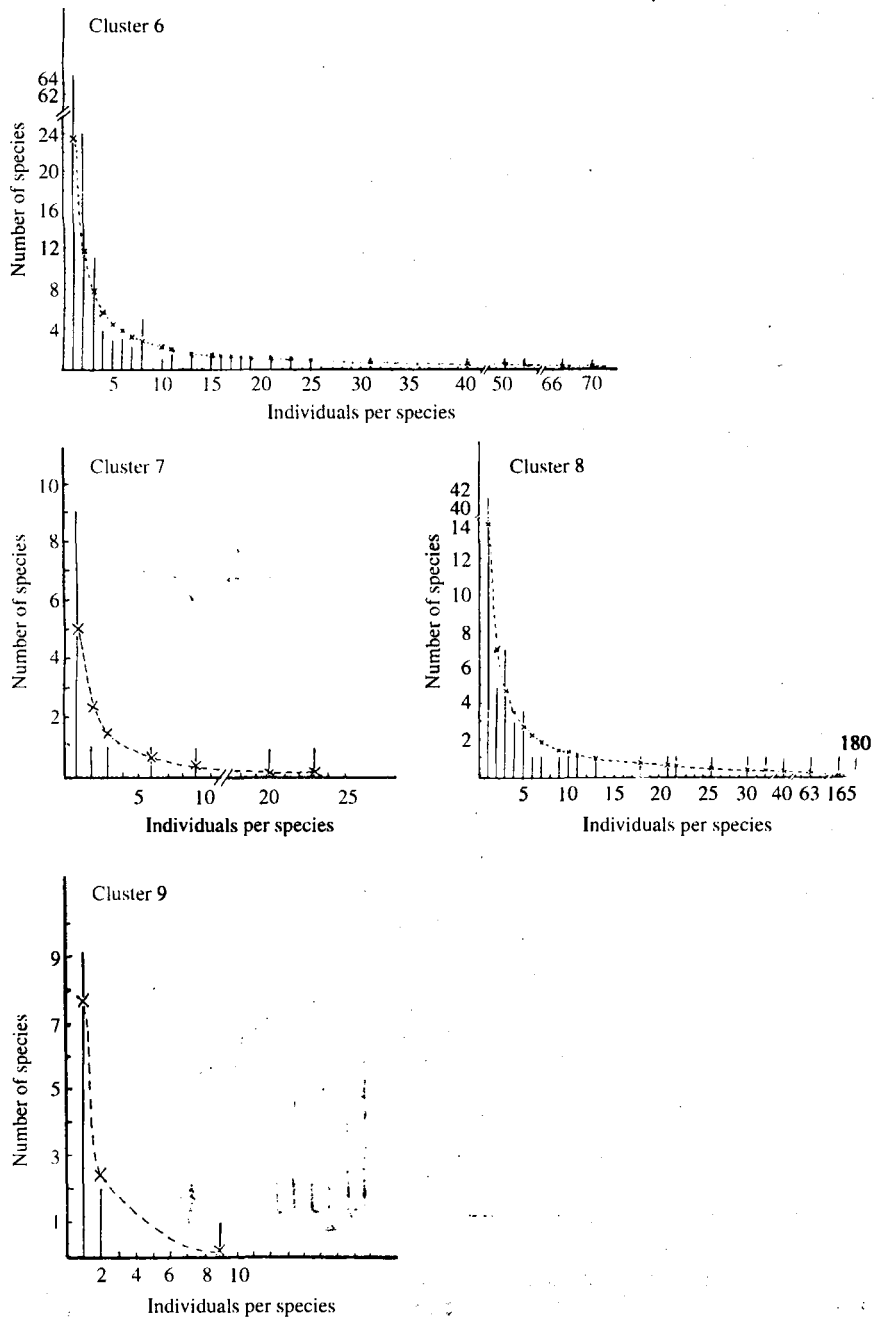 Cluster 6
64
62
24
20
16
12
8
4
Number of species
5 10 15 20 25 30 35 40 50 66 70
Individuals per species
Cluster 7
10
9
8
7
6
5
4
2
Number of species
5 10 20 25
Individuals per species
Cluster 8
42
40
14
12
10
8
6
4
2
Number of species
180
5 10 15 20 25 30 35 40 63 165
Individuals per species
Cluster 9
9
7
5
3
1
Number of species
2 4 6 8 10
Individuals per species